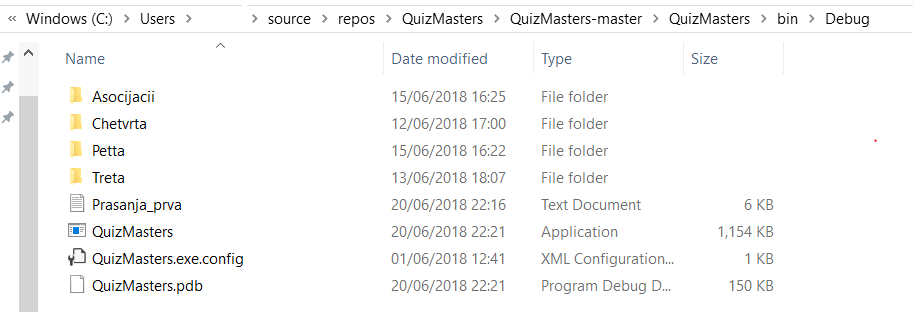 « Windows (C:) > Users > > source > repos > QuizMasters > QuizMasters-master > QuizMasters > bin > Debug
Name Date modified Type Size
Asocijacii 15/06/2018 16:25 File folder
Chetvrta 12/06/2018 17:00 File folder
Petta 15/06/2018 16:22 File folder
Treta 13/06/2018 18:07 File folder
Prasanja_prva 20/06/2018 22:16 Text Document 6 KB
QuizMasters 20/06/2018 22:21 Application 1,154 KB
QuizMasters.exe.config 01/06/2018 12:41 XML Configuration... 1 KB
QuizMasters.pdb 20/06/2018 22:21 Program Debug D... 150 KB